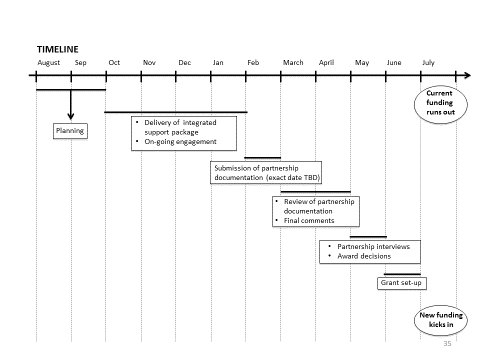 TIMELINE
August Sep Oct Nov Dec Jan Feb March April May June July
Current
funding
runs out
Planning
• Delivery of integrated
support package
• On-going engagement
Submission of partnership
documentation (exact date TBD)
• Review of partnership
documentation
• Final comments
• Partnership interviews
• Award decisions
Grant set-up
New funding
kicks in
35